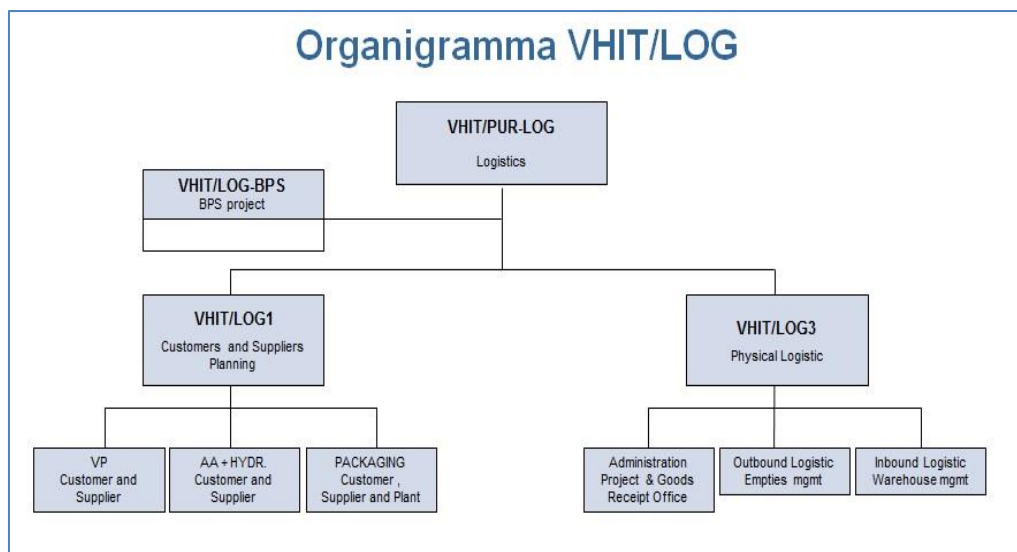 Organigramma VHIT/LOG
VHIT/PUR-LOG
Logistics
VHIT/LOG-BPS
BPS project
VHIT/LOG1
Customers and Suppliers
Planning
VHIT/LOG3
Physical Logistic
VP
Customer and
Supplier
AA + HYDR.
Customer and
Supplier
PACKAGING
Customer ,
Supplier and Plant
Administration
Project & Goods
Receipt Office
Outbound Logistic
Empties mgmt
Inbound Logistic
Warehouse mgmt